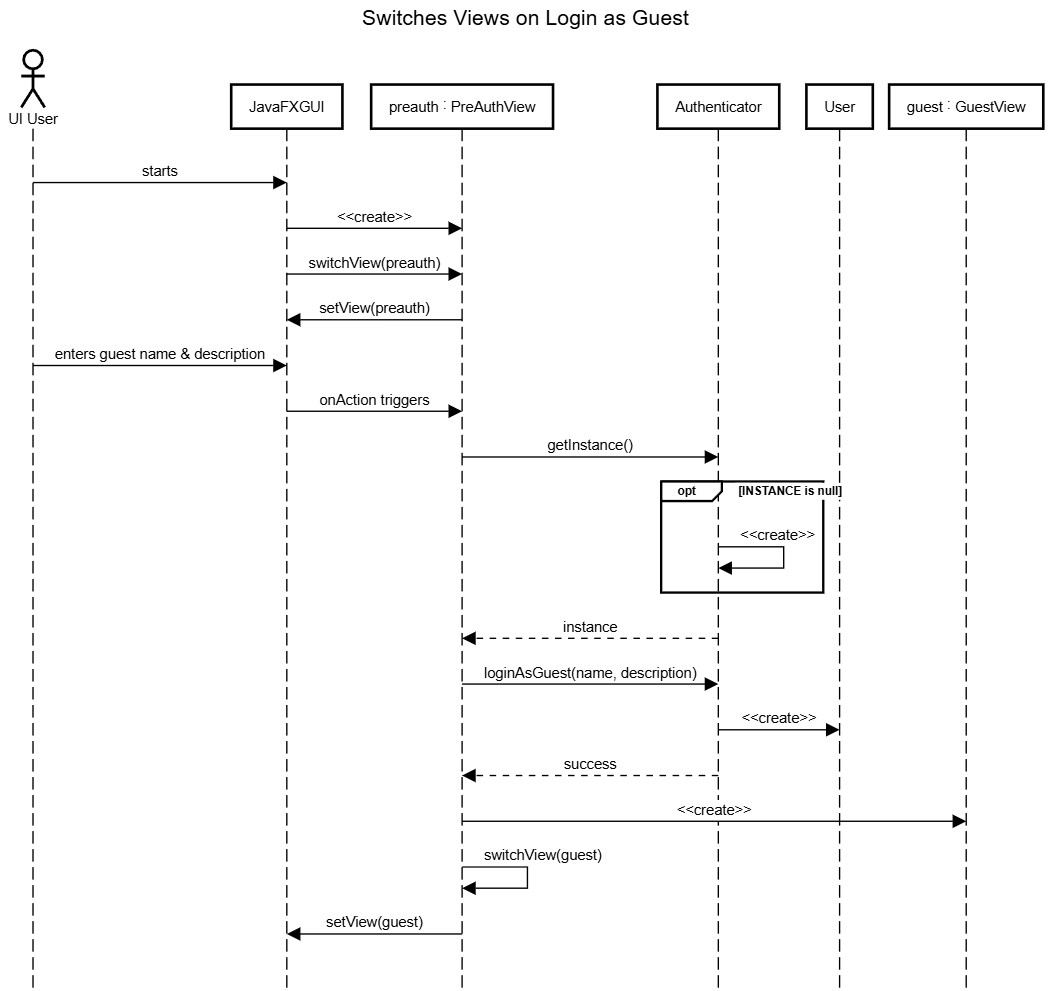 Switches Views on Login as Guest
UI User
JavaFXGUI
preauth : PreAuthView
Authenticator
User
guest : GuestView
starts
<<create>>
switchView(preauth)
setView(preauth)
enters guest name & description
onAction triggers
getInstance()
opt
[INSTANCE is null]
<<create>>
instance
loginAsGuest(name, description)
<<create>>
success
<<create>>
switchView(guest)
setView(guest)